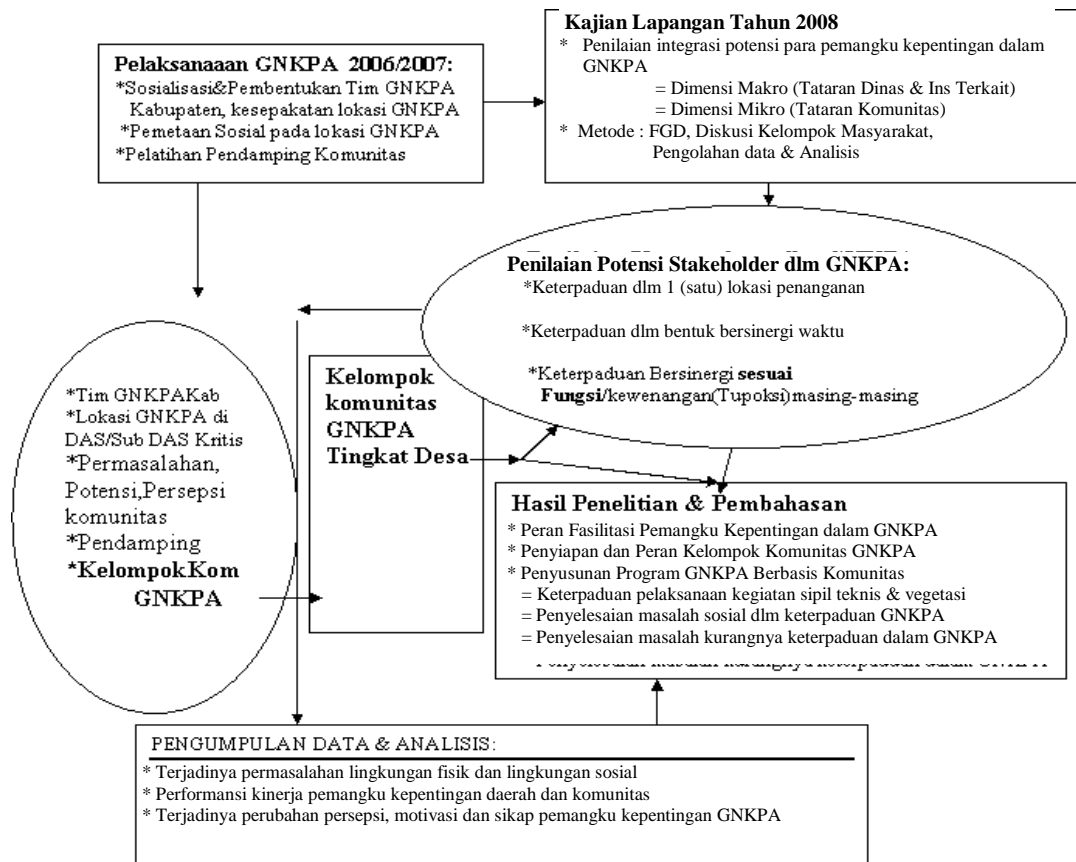 Pelaksanaaan GNKPA 2006/2007:
*Sosialisasi&Pembentukan Tim GNKPA
Kabupaten, kesepakatan lokasi GNKPA
*Pemetaan Sosial pada lokasi GNKPA
*Pelatihan Pendamping Komunitas
Kajian Lapangan Tahun 2008
* Penilaian integrasi potensi para pemangku kepentingan dalam
GNKPA
= Dimensi Makro (Tataran Dinas & Ins Terkait)
= Dimensi Mikro (Tataran Komunitas)
* Metode : FGD, Diskusi Kelompok Masyarakat,
Pengolahan data & Analisis
Penilaian Potensi Stakeholder dlm GNKPA:
*Keterpaduan dlm 1 (satu) lokasi penanganan
*Keterpaduan dlm bentuk bersinergi waktu
*Keterpaduan Bersinergi sesuai
Fungsi/kewenangan(Tupoksi) masing-masing
*Tim GNKPAKab
*Lokasi GNKPA di
DAS/Sub DAS Kritis
*Permasalahan,
Potensi,Persepsi
komunitas
*Pendamping
*KelompokKom
GNKPA
Kelompok
komunitas
GNKPA
Tingkat Desa
Hasil Penelitian & Pembahasan
* Peran Fasilitasi Pemangku Kepentingan dalam GNKPA
* Penyiapan dan Peran Kelompok Komunitas GNKPA
* Penyusunan Program GNKPA Berbasis Komunitas
= Keterpaduan pelaksanaan kegiatan sipil teknis & vegetasi
= Penyelesaian masalah sosial dlm keterpaduan GNKPA
= Penyelesaian masalah kurangnya keterpaduan dalam GNKPA
PENGUMPULAN DATA & ANALISIS:
* Terjadinya permasalahan lingkungan fisik dan lingkungan sosial
* Performansi kinerja pemangku kepentingan daerah dan komunitas
* Terjadinya perubahan persepsi, motivasi dan sikap pemangku kepentingan GNKPA